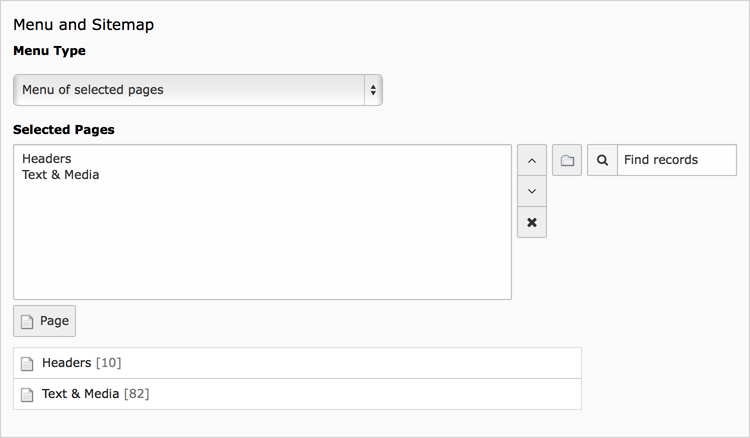 Menu and Sitemap
Menu Type
Menu of selected pages
Selected Pages
Headers
Text & Media
Find records
Page
Headers [10]
Text & Media [82]